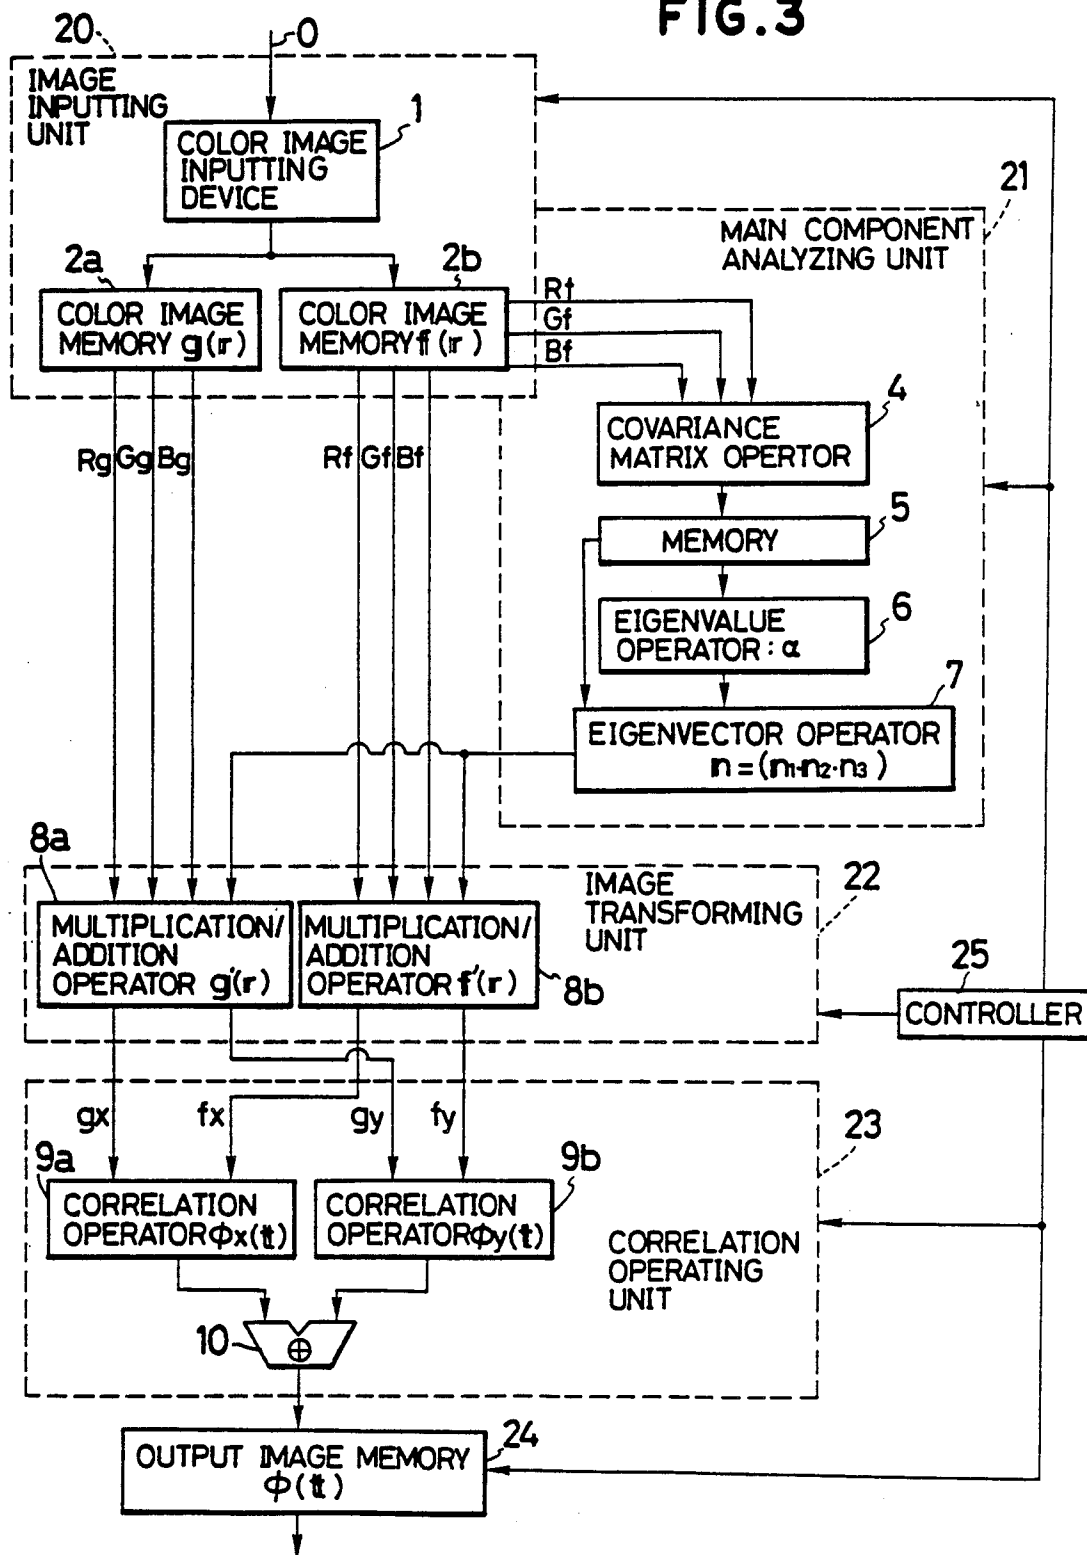 FIG.3
20
0
IMAGE
INPUTTING
UNIT
1
COLOR IMAGE
INPUTTING
DEVICE
21
MAIN COMPONENT
ANALYZING UNIT
2a
2b
COLOR IMAGE
MEMORY g(r)
COLOR IMAGE
MEMORY f(r)
Rf
Gf
Bf
4
COVARIANCE
MATRIX OPERTOR
Rg Gg Bg
Rf Gf Bf
5
MEMORY
6
EIGENVALUE
OPERATOR : α
7
EIGENVECTOR OPERATOR
n = (n1·n2·n3)
8a
IMAGE
TRANSFORMING
UNIT
22
MULTIPLICATION/
ADDITION
OPERATOR g'(r)
MULTIPLICATION/
ADDITION
OPERATOR f'(r)
8b
25
CONTROLLER
gx
fx
gy
fy
23
9a
9b
CORRELATION
OPERATOR ϕx(t)
CORRELATION
OPERATOR ϕy(t)
CORRELATION
OPERATING
UNIT
10
24
OUTPUT IMAGE MEMORY
ϕ(t)